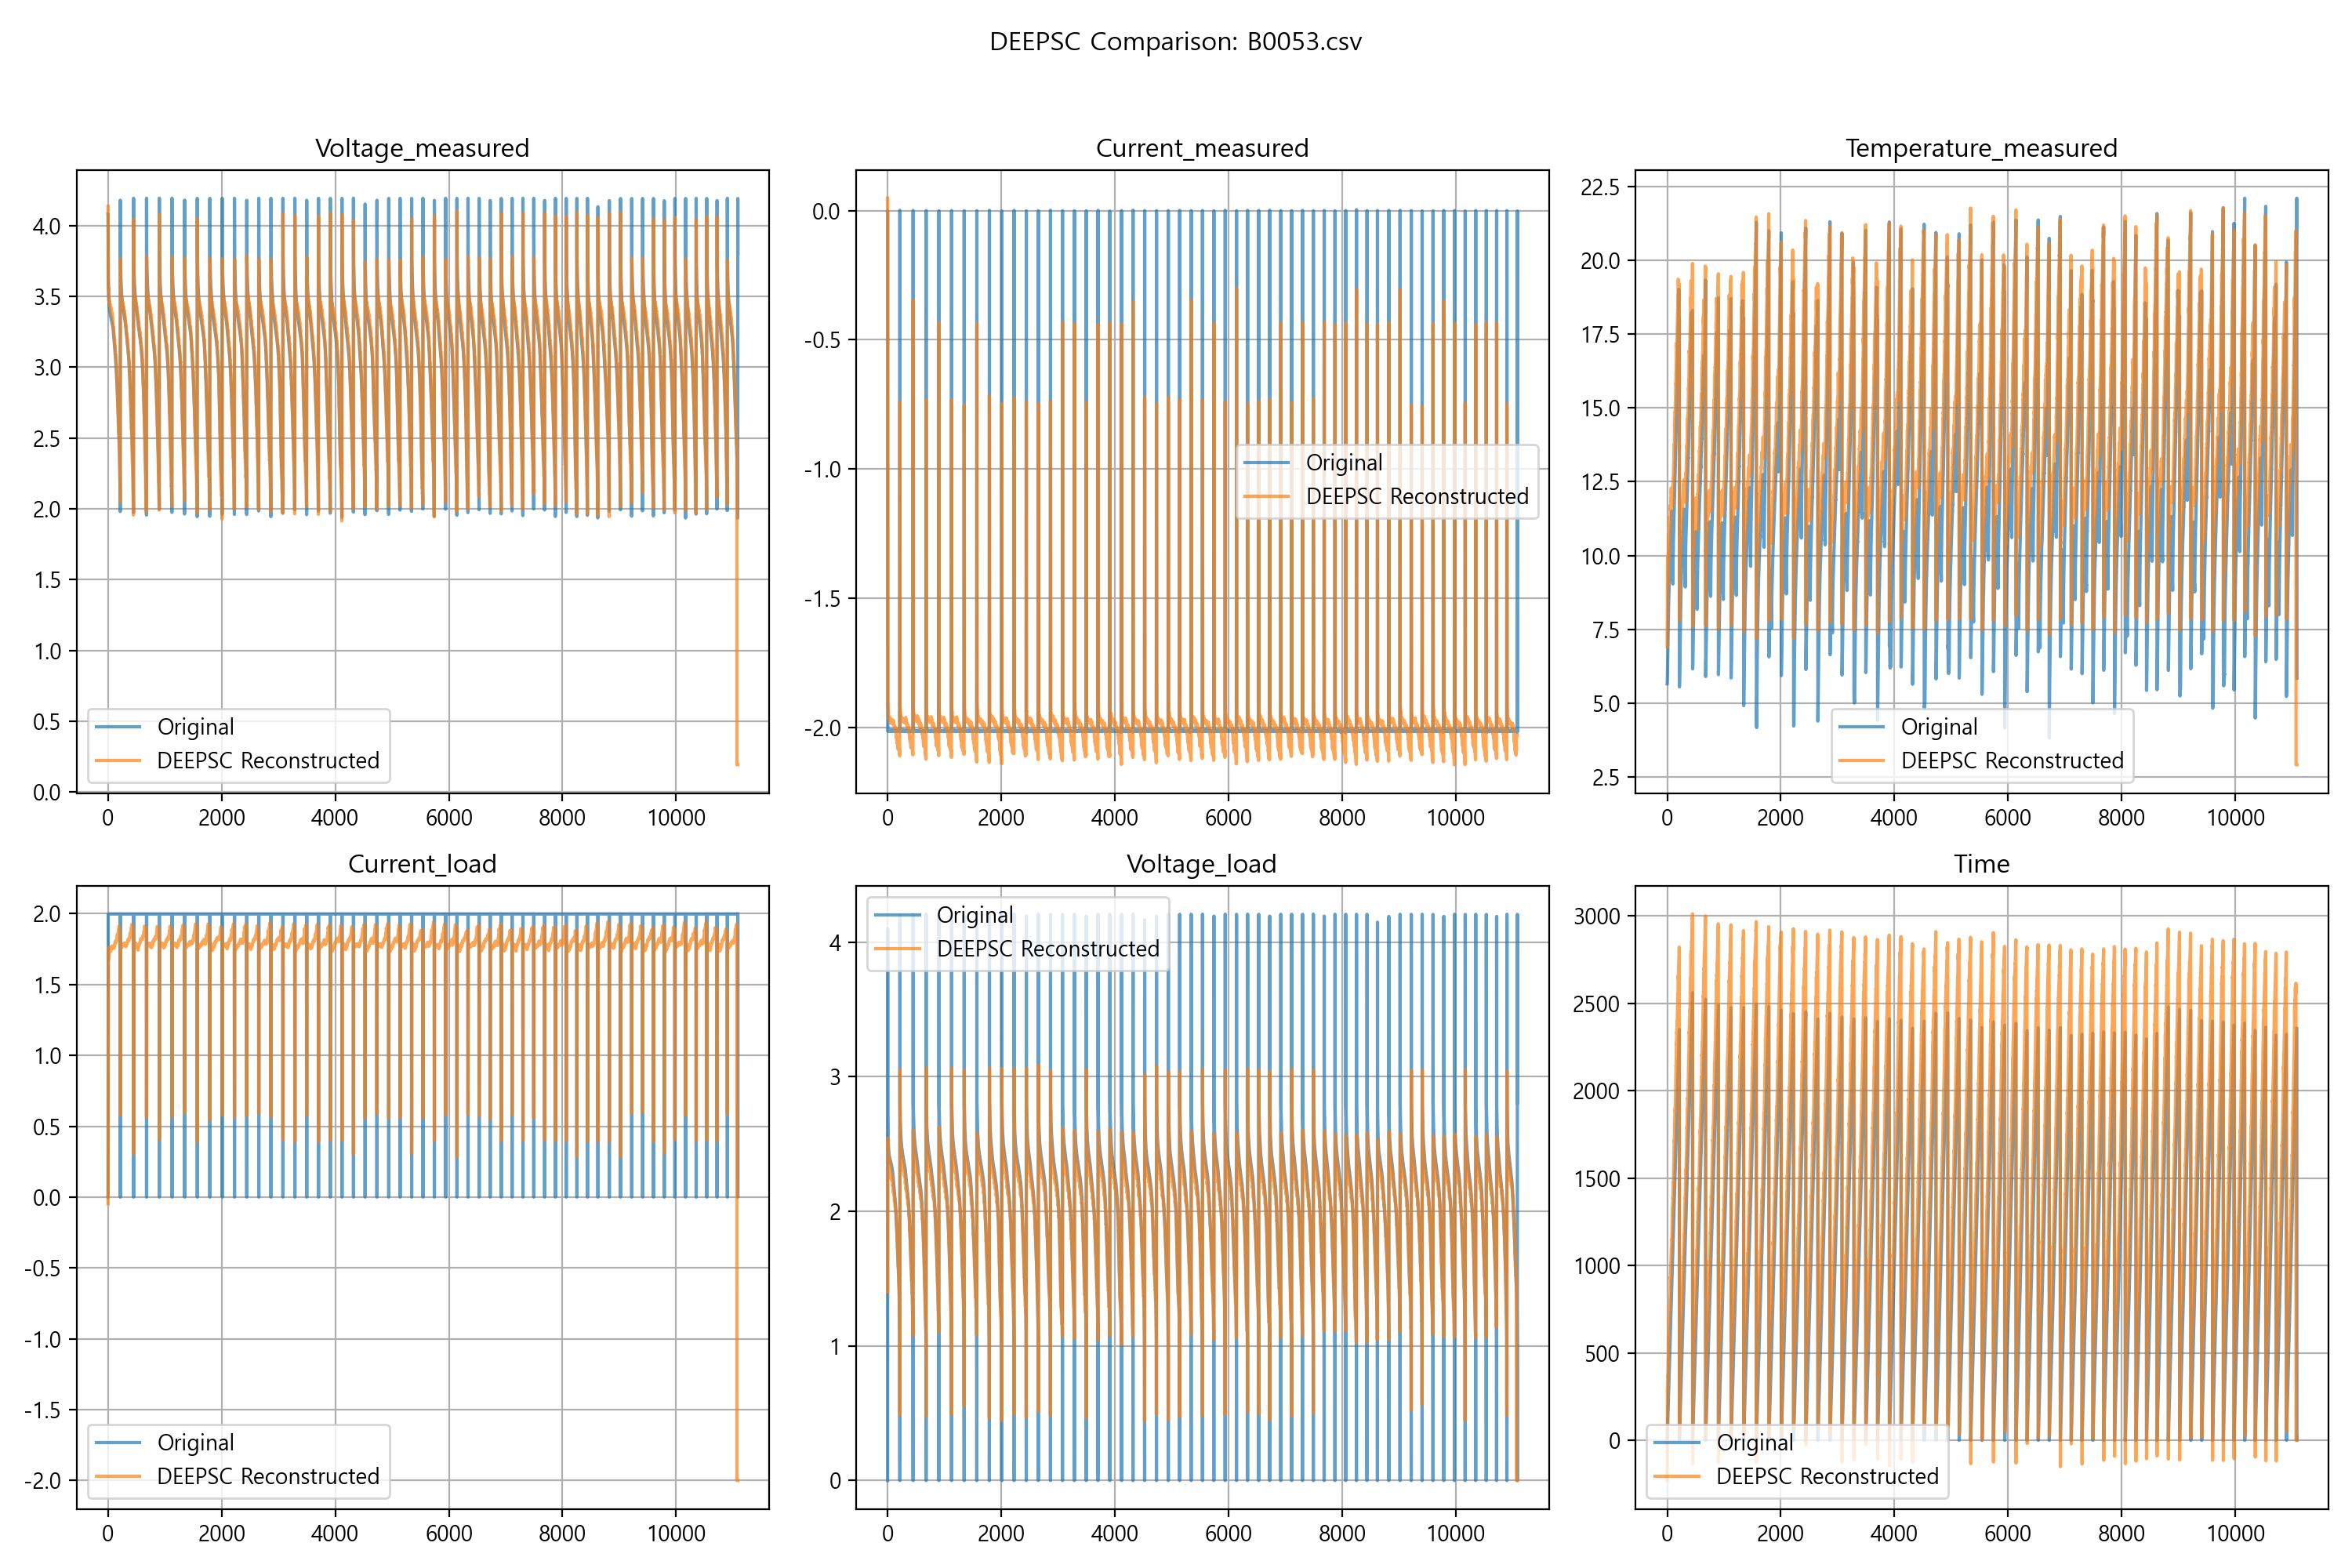 DEEPSC Comparison: B0053.csv
Voltage_measured
4.0
3.5
3.0
2.5
2.0
1.5
1.0
0.5
0.0
Original
DEEPSC Reconstructed
0 2000 4000 6000 8000 10000
Current_measured
0.0
-0.5
-1.0
-1.5
-2.0
Original
DEEPSC Reconstructed
0 2000 4000 6000 8000 10000
Temperature_measured
22.5
20.0
17.5
15.0
12.5
10.0
7.5
5.0
2.5
Original
DEEPSC Reconstructed
0 2000 4000 6000 8000 10000
Current_load
2.0
1.5
1.0
0.5
0.0
-0.5
-1.0
-1.5
-2.0
Original
DEEPSC Reconstructed
0 2000 4000 6000 8000 10000
Voltage_load
Original
DEEPSC Reconstructed
4
3
2
1
0
0 2000 4000 6000 8000 10000
Time
3000
2500
2000
1500
1000
500
0
Original
DEEPSC Reconstructed
0 2000 4000 6000 8000 10000